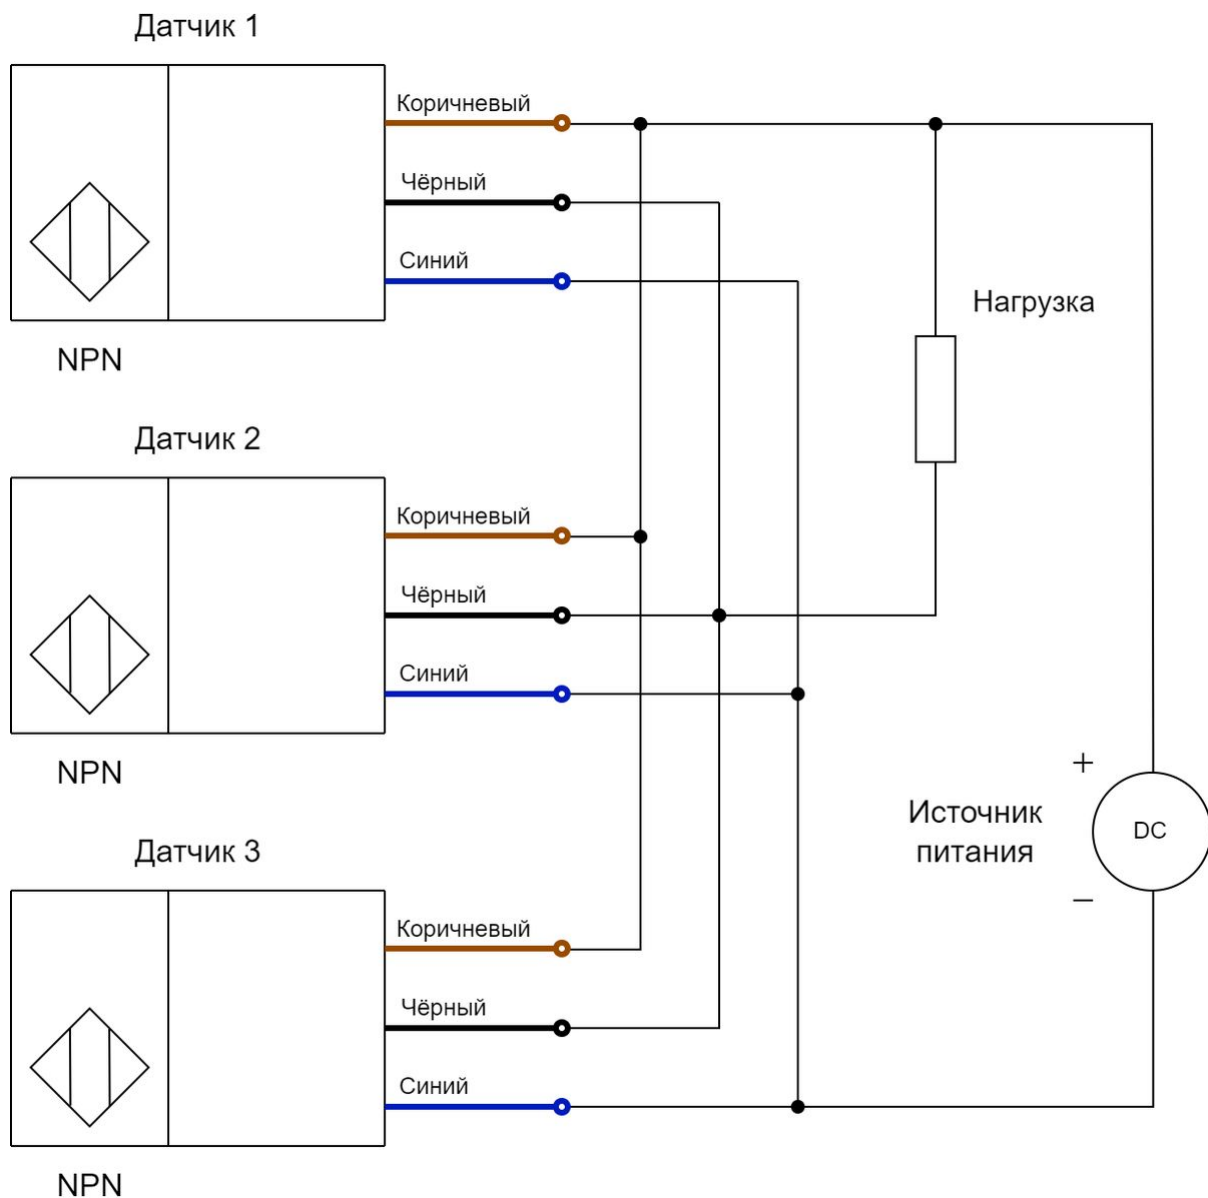 Датчик 1
Коричневый
Чёрный
Синий
Нагрузка
NPN
Датчик 2
Коричневый
Чёрный
Синий
NPN
+
Источник
питания
DC
−
Датчик 3
Коричневый
Чёрный
Синий
NPN